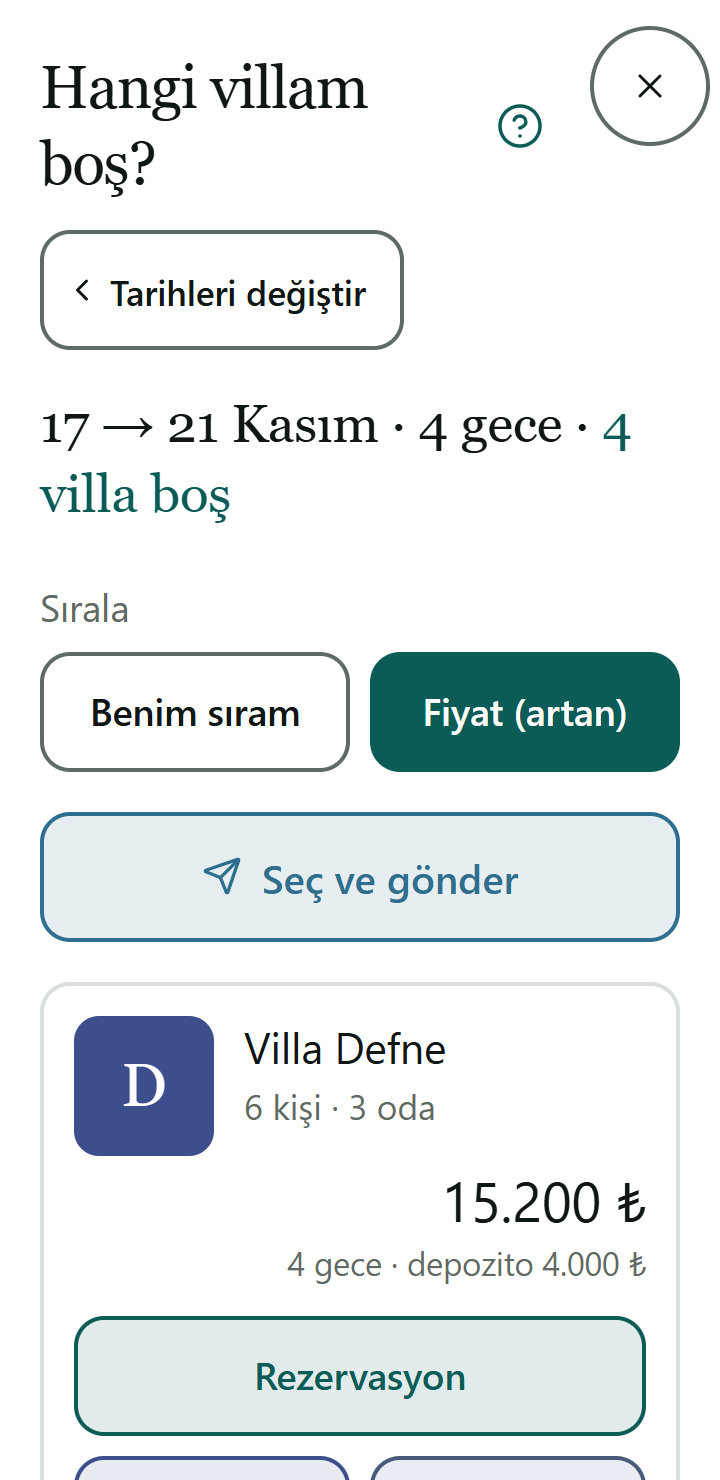 Hangi villam
boş?
Tarihleri değiştir
17 → 21 Kasım · 4 gece · 4
villa boş
Sırala
Benim sıram
Fiyat (artan)
Seç ve gönder
D
Villa Defne
6 kişi · 3 oda
15.200 ₺
4 gece · depozito 4.000 ₺
Rezervasyon